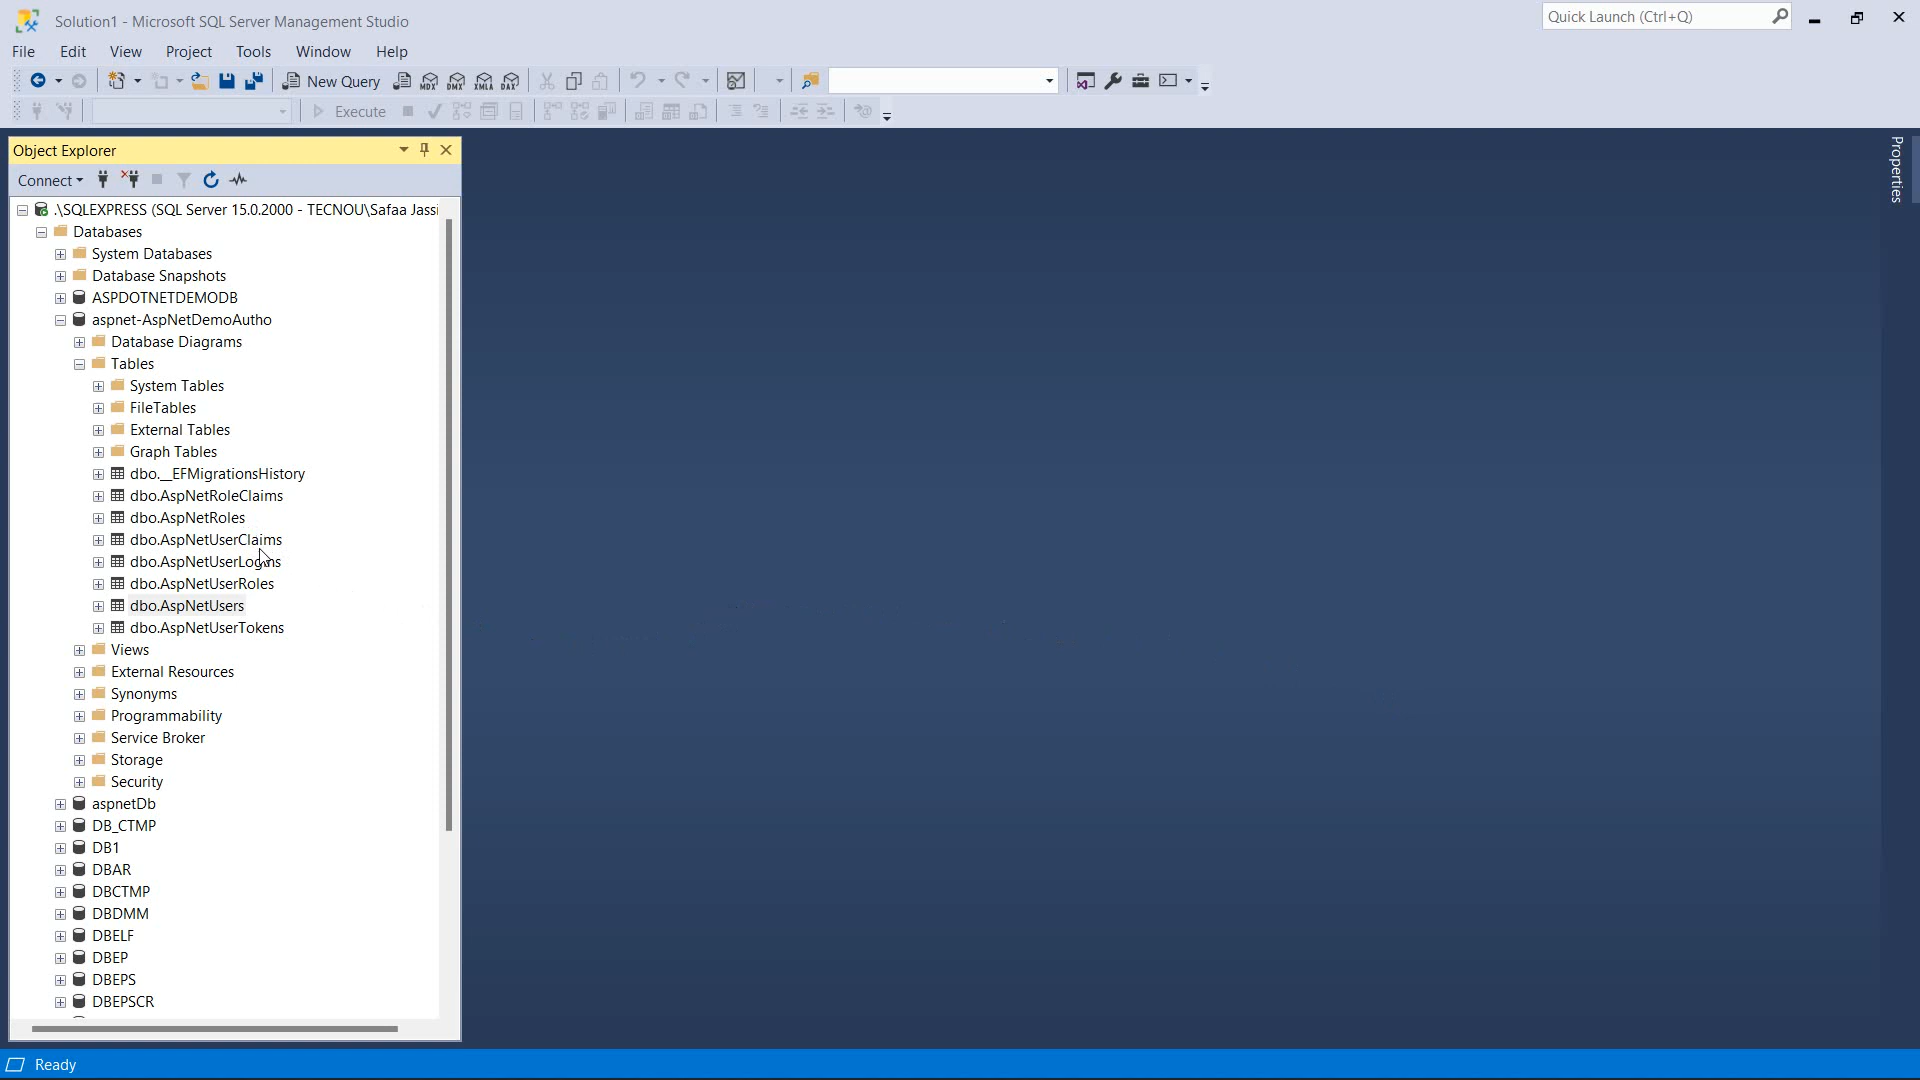 Solution1 - Microsoft SQL Server Management Studio
Quick Launch (Ctrl+Q)
File Edit View Project Tools Window Help
New Query MDX DMX XMLA DAX
Execute
Object Explorer
Connect
.\SQLEXPRESS (SQL Server 15.0.2000 - TECNOU\Safaa Jassi
Databases
System Databases
Database Snapshots
ASPDOTNETDEMODB
aspnet-AspNetDemoAutho
Database Diagrams
Tables
System Tables
FileTables
External Tables
Graph Tables
dbo.__EFMigrationsHistory
dbo.AspNetRoleClaims
dbo.AspNetRoles
dbo.AspNetUserClaims
dbo.AspNetUserLogins
dbo.AspNetUserRoles
dbo.AspNetUsers
dbo.AspNetUserTokens
Views
External Resources
Synonyms
Programmability
Service Broker
Storage
Security
aspnetDb
DB_CTMP
DB1
DBAR
DBCTMP
DBDMM
DBELF
DBEP
DBEPS
DBEPSCR
Properties
Ready